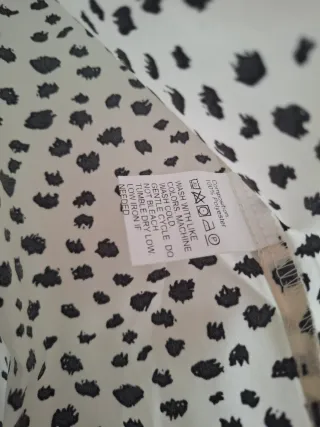 Polyester
WASH WITH LIKE
COLORS. MACHINE
WASH COLD.
GENTLE CYCLE. DO
NOT BLEACH.
TUMBLE DRY LOW.
LOW IRON IF
NEEDED